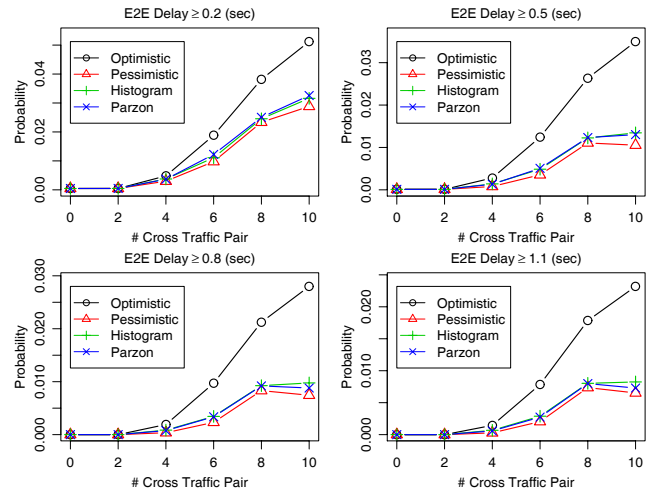 E2E Delay ≥ 0.2 (sec)
Probability
0.00 0.02 0.04
Optimistic
Pessimistic
Histogram
Parzon
0 2 4 6 8 10
# Cross Traffic Pair
E2E Delay ≥ 0.5 (sec)
Probability
0.00 0.01 0.03
Optimistic
Pessimistic
Histogram
Parzon
0 2 4 6 8 10
# Cross Traffic Pair
E2E Delay ≥ 0.8 (sec)
Probability
0.000 0.010 0.020 0.030
Optimistic
Pessimistic
Histogram
Parzon
0 2 4 6 8 10
# Cross Traffic Pair
E2E Delay ≥ 1.1 (sec)
Probability
0.000 0.010 0.020
Optimistic
Pessimistic
Histogram
Parzon
0 2 4 6 8 10
# Cross Traffic Pair